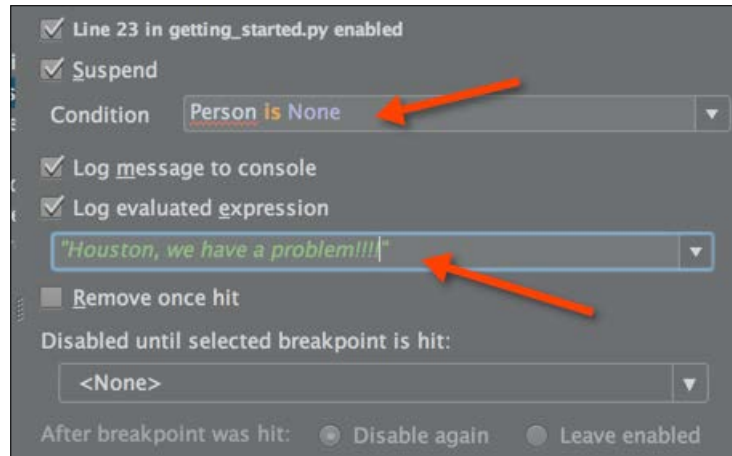 Line 23 in getting_started.py enabled
Suspend
Condition Person is None
Log message to console
Log evaluated expression
"Houston, we have a problem!!!!"
Remove once hit
Disabled until selected breakpoint is hit:
<None>
After breakpoint was hit: Disable again Leave enabled